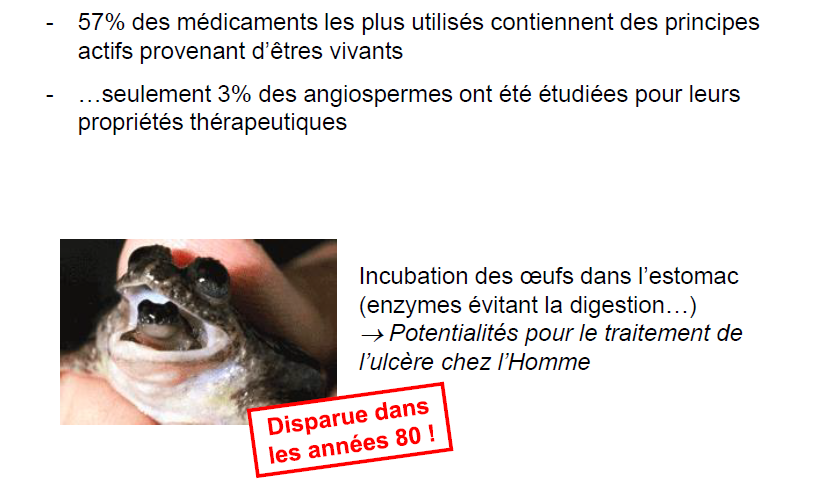 - 57% des médicaments les plus utilisés contiennent des principes
actifs provenant d’êtres vivants
- …seulement 3% des angiospermes ont été étudiées pour leurs
propriétés thérapeutiques
Incubation des œufs dans l’estomac
(enzymes évitant la digestion…)
→ Potentialités pour le traitement de
l’ulcère chez l’Homme
Disparue dans
les années 80 !